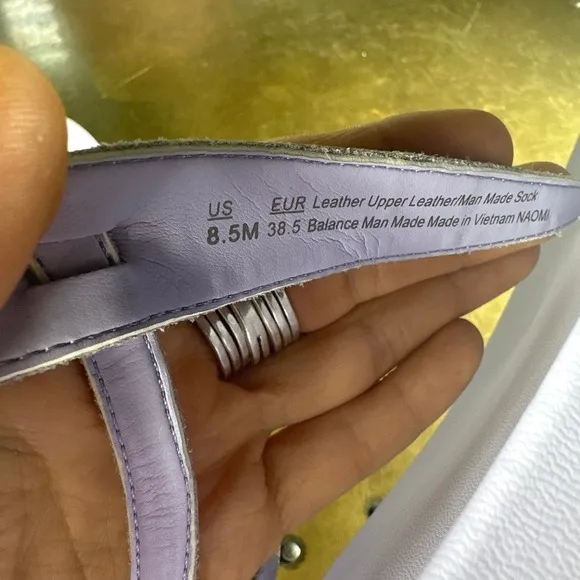 US EUR Leather Upper Leather/Man Made Sock
8.5M 38.5 Balance Man Made Made in Vietnam NAOMI